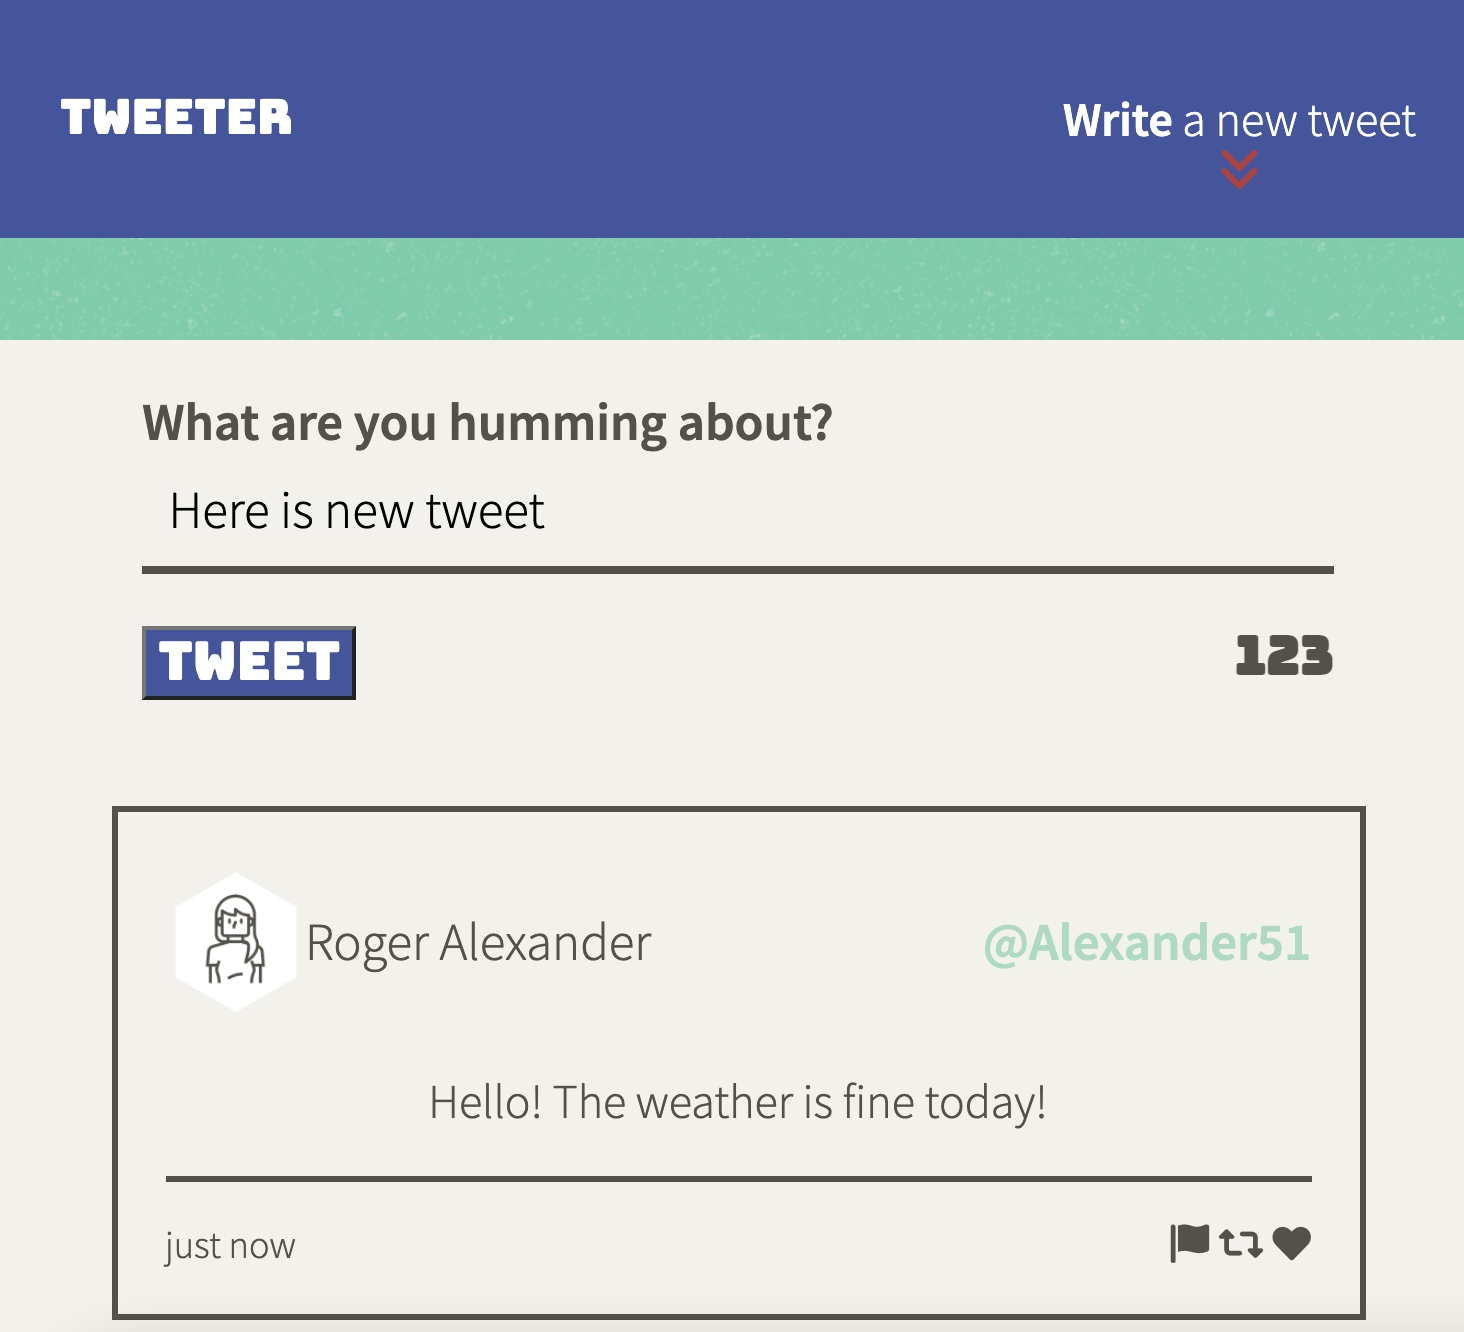 TWEETER
Write a new tweet
What are you humming about?
Here is new tweet
TWEET
123
Roger Alexander
@Alexander51
Hello! The weather is fine today!
just now